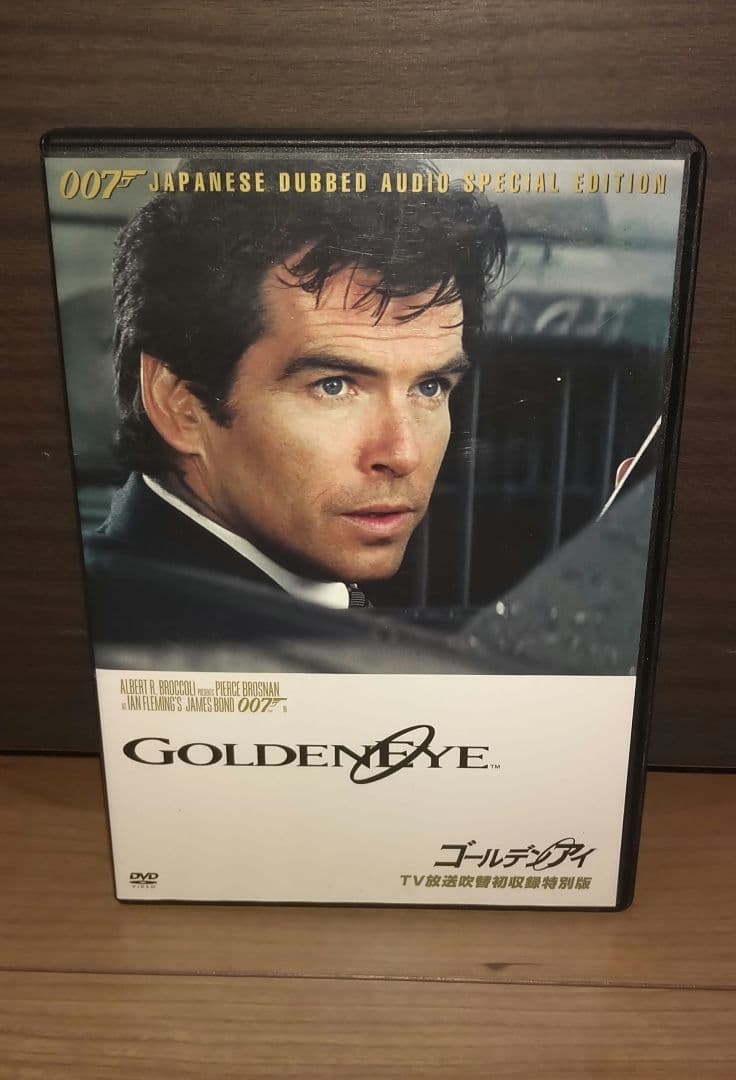 007 JAPANESE DUBBED AUDIO SPECIAL EDITION
ALBERT R. BROCCOLI PRESENTS PIERCE BROSNAN
AS IAN FLEMING'S JAMES BOND 007 IN
GOLDENEYE™
ゴールデンアイ
TV放送吹替初収録特別版
DVD
VIDEO